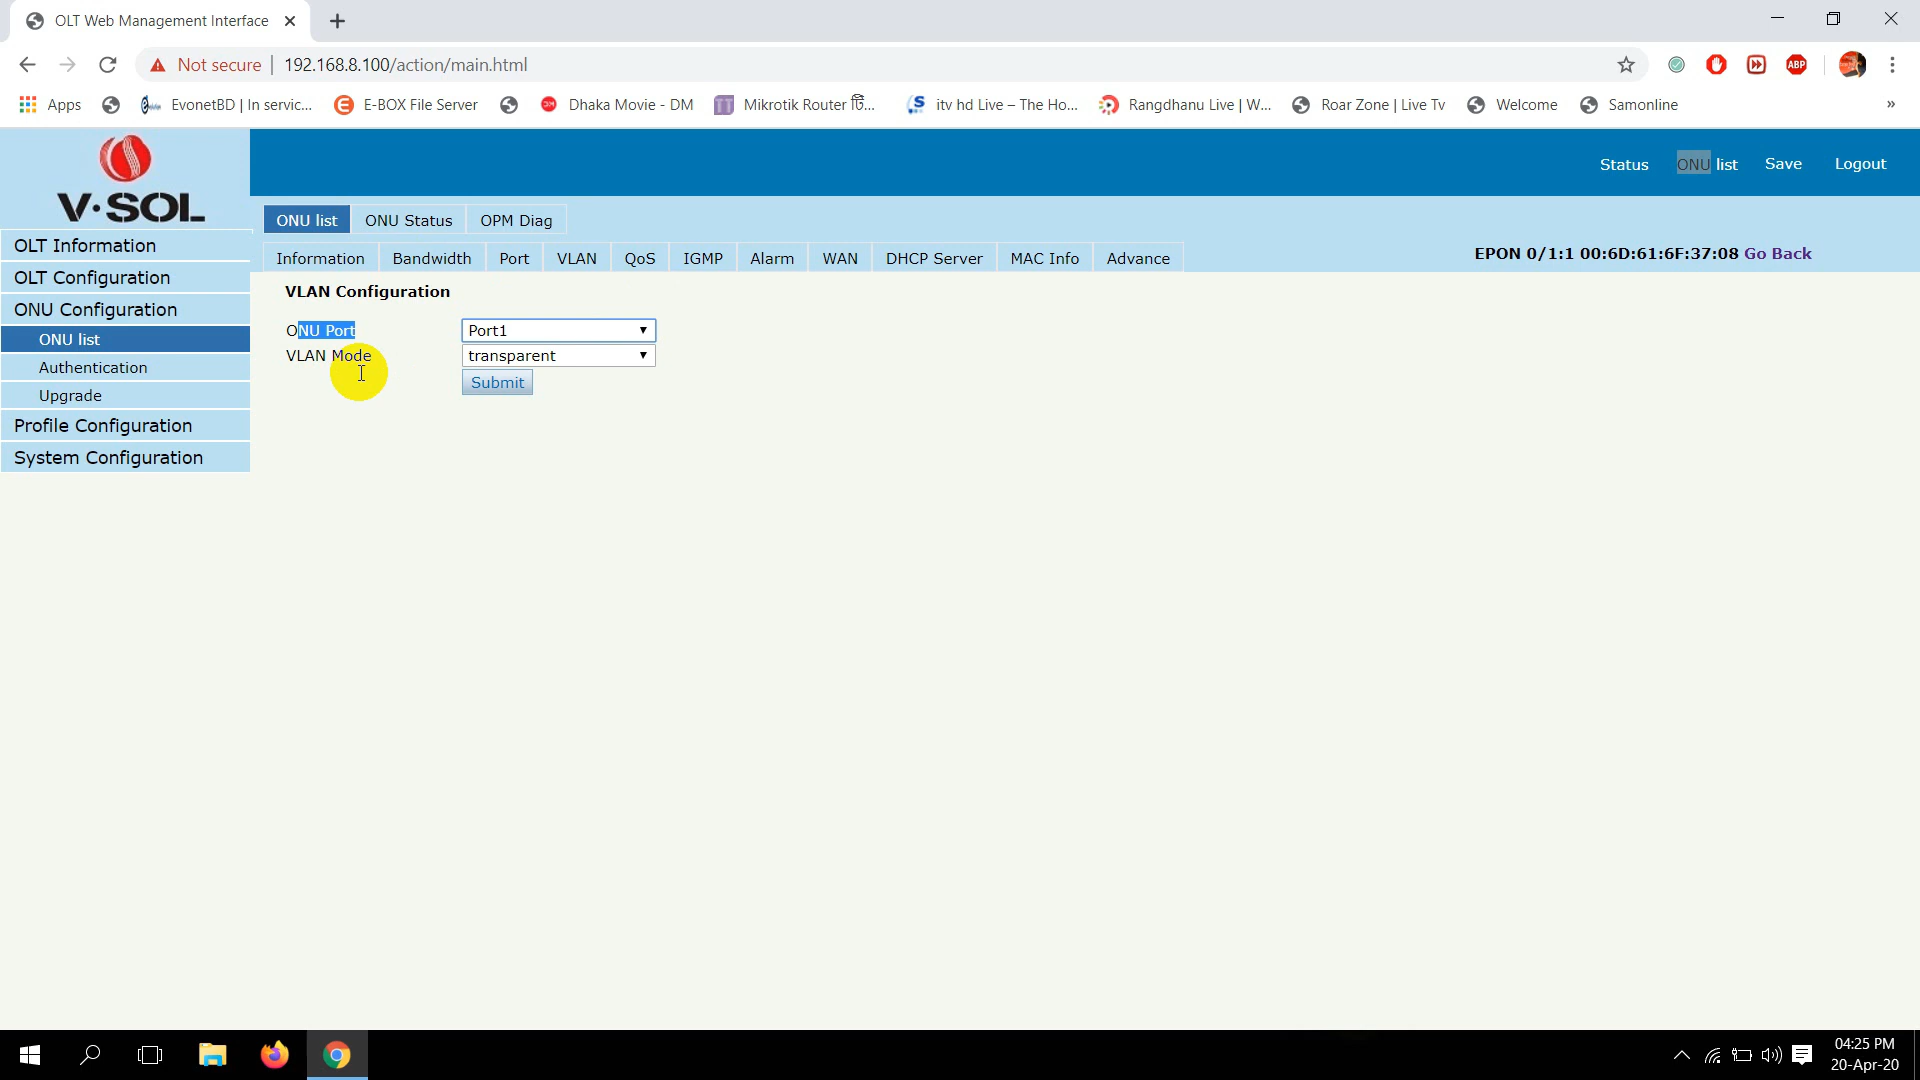 OLT Web Management Interface
Not secure 192.168.8.100/action/main.html
ABP
Apps EvonetBD | In servic... E-BOX File Server DM Dhaka Movie - DM Mikrotik Router টি... itv hd Live – The Ho... Rangdhanu Live | W... Roar Zone | Live Tv Welcome Samonline »
V·SOL
Status ONU list Save Logout
ONU list ONU Status OPM Diag
Information Bandwidth Port VLAN QoS IGMP Alarm WAN DHCP Server MAC Info Advance
EPON 0/1:1 00:6D:61:6F:37:08 Go Back
OLT Information
OLT Configuration
ONU Configuration
ONU list
Authentication
Upgrade
Profile Configuration
System Configuration
VLAN Configuration
ONU Port Port1
VLAN Mode transparent
Submit
04:25 PM
20-Apr-20